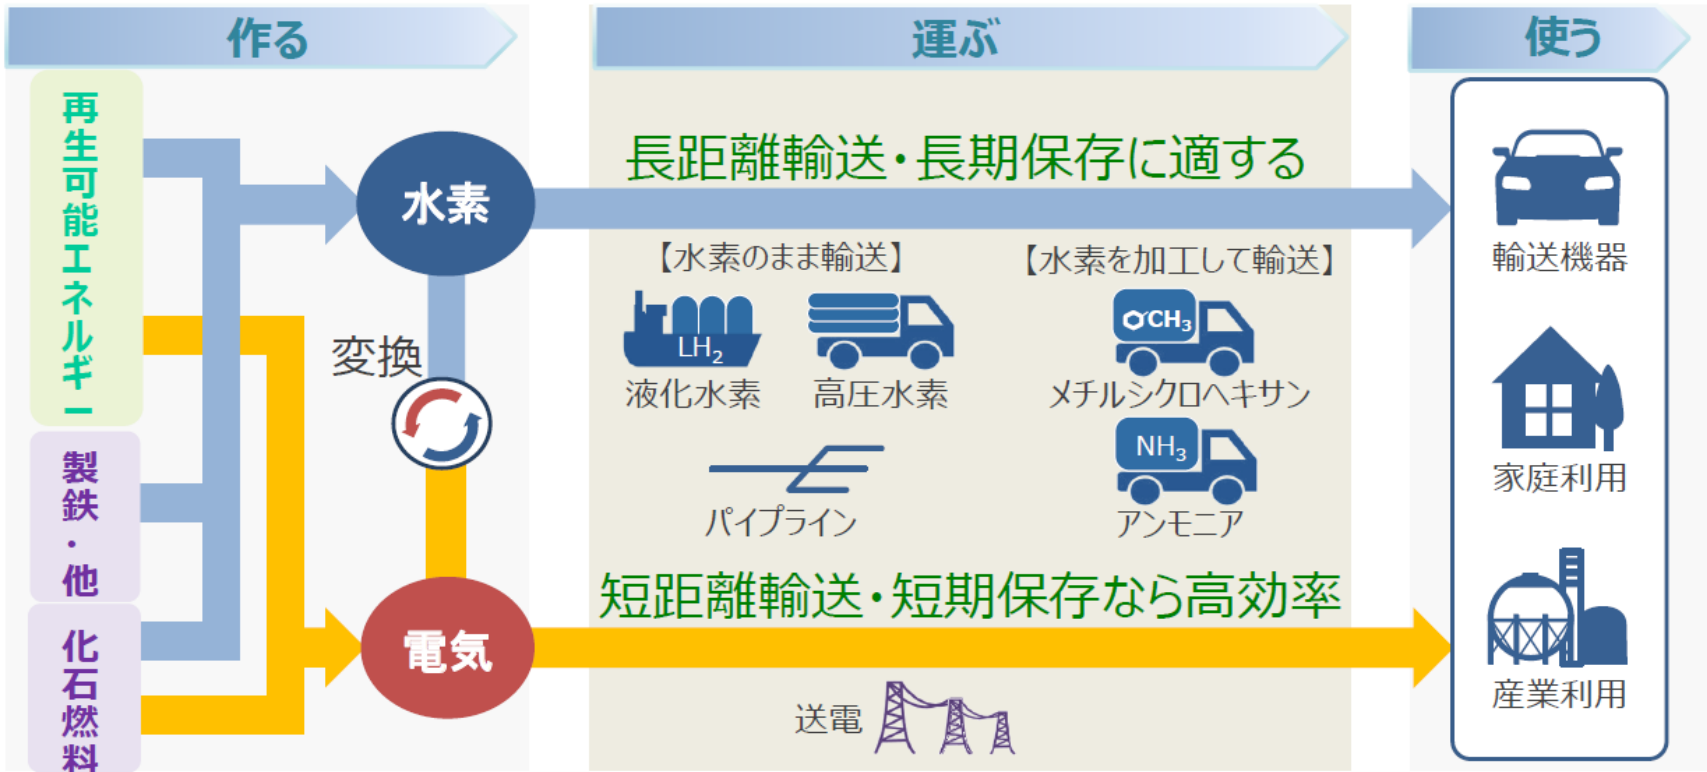 作る
運ぶ
使う
再生可能エネルギー
製鉄・他
化石燃料
水素
変換
電気
長距離輸送・長期保存に適する
【水素のまま輸送】
【水素を加工して輸送】
LH₂
液化水素
高圧水素
CH₃
メチルシクロヘキサン
パイプライン
NH₃
アンモニア
短距離輸送・短期保存なら高効率
送電
輸送機器
家庭利用
産業利用